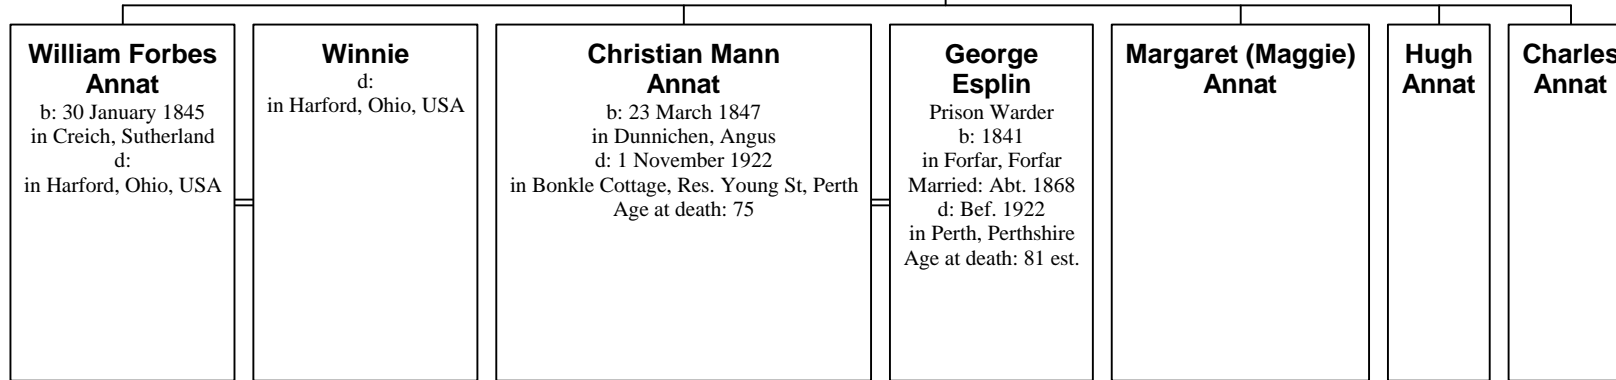 William Forbes
Annat
b: 30 January 1845
in Creich, Sutherland
d:
in Harford, Ohio, USA
Winnie
d:
in Harford, Ohio, USA
Christian Mann
Annat
b: 23 March 1847
in Dunnichen, Angus
d: 1 November 1922
in Bonkle Cottage, Res. Young St, Perth
Age at death: 75
George
Esplin
Prison Warder
b: 1841
in Forfar, Forfar
Married: Abt. 1868
d: Bef. 1922
in Perth, Perthshire
Age at death: 81 est.
Margaret (Maggie)
Annat
Hugh
Annat
Charles
Annat